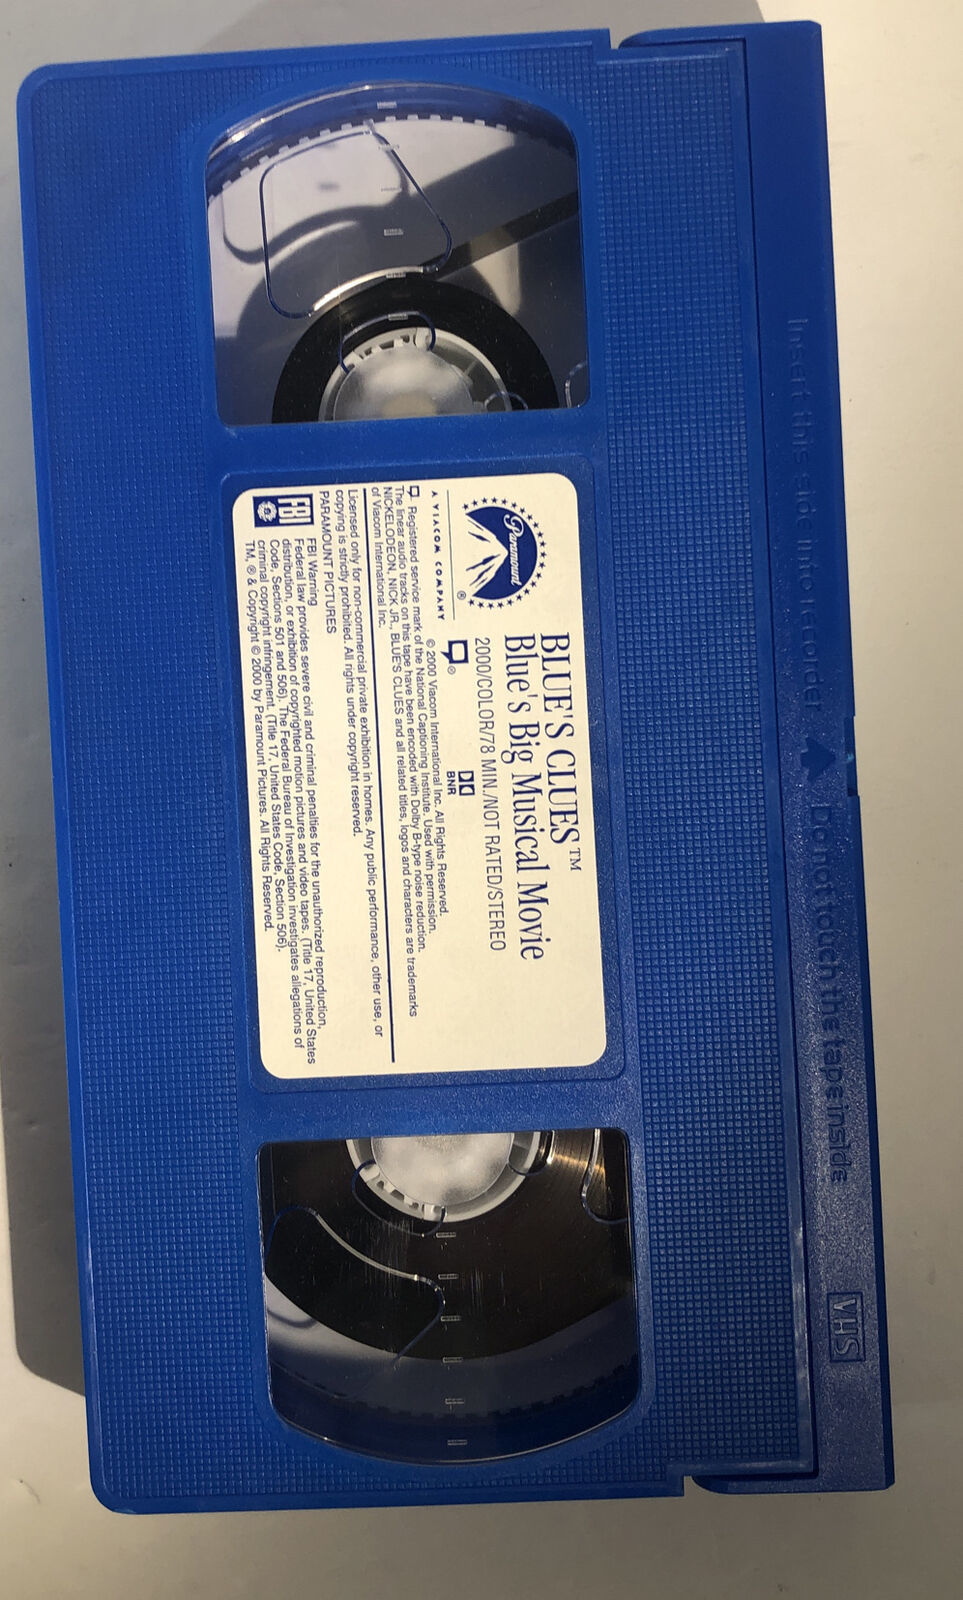 Insert this side into recorder ▲ Do not touch the tape inside
VHS
Paramount
®
A VIACOM COMPANY
BLUE'S CLUES™
Blue's Big Musical Movie
2000/COLOR/78 MIN./NOT RATED/STEREO
®
BNR
© 2000 Viacom International Inc. All Rights Reserved.
Registered service mark of the National Captioning Institute. Used with permission.
The linear audio tracks on this tape have been encoded with Dolby B-type noise reduction.
NICKELODEON, NICK JR., BLUE'S CLUES and all related titles, logos and characters are trademarks
of Viacom International Inc.
Licensed only for non-commercial private exhibition in homes. Any public performance, other use, or
copying is strictly prohibited. All rights under copyright reserved.
PARAMOUNT PICTURES
FBI
FBI Warning
Federal law provides severe civil and criminal penalties for the unauthorized reproduction,
distribution, or exhibition of copyrighted motion pictures and video tapes. (Title 17, United States
Code, Sections 501 and 506). The Federal Bureau of Investigation investigates allegations of
criminal copyright infringement. (Title 17, United States Code, Section 506).
TM, ® & Copyright © 2000 by Paramount Pictures. All Rights Reserved.